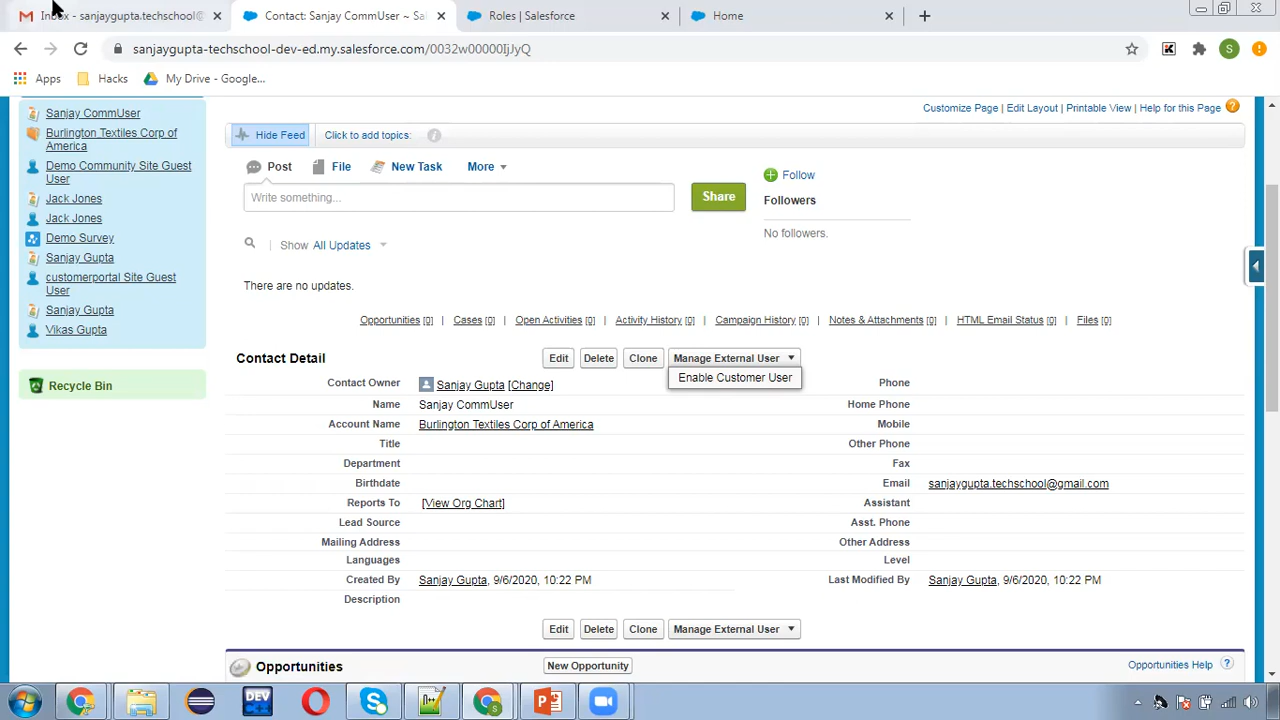 Inbox - sanjaygupta.techschool@
Contact: Sanjay CommUser ~ Sal
Roles | Salesforce
Home
sanjaygupta-techschool-dev-ed.my.salesforce.com/0032w00000IjJyQ
S
Apps
Hacks
My Drive - Google...
Customize Page | Edit Layout | Printable View | Help for this Page ?
Sanjay CommUser
Burlington Textiles Corp of
America
Demo Community Site Guest
User
Jack Jones
Jack Jones
Demo Survey
Sanjay Gupta
customerportal Site Guest
User
Sanjay Gupta
Vikas Gupta
Recycle Bin
Hide Feed
Click to add topics:
Post
File
New Task
More
Write something...
Share
Follow
Followers
No followers.
Show All Updates
There are no updates.
Opportunities [0] | Cases [0] | Open Activities [0] | Activity History [0] | Campaign History [0] | Notes & Attachments [0] | HTML Email Status [0] | Files [0]
Contact Detail
Edit
Delete
Clone
Manage External User
Enable Customer User
Contact Owner Sanjay Gupta [Change]
Phone
Name Sanjay CommUser
Home Phone
Account Name Burlington Textiles Corp of America
Mobile
Title
Other Phone
Department
Fax
Birthdate
Email sanjaygupta.techschool@gmail.com
Reports To [View Org Chart]
Assistant
Lead Source
Asst. Phone
Mailing Address
Other Address
Languages
Level
Created By Sanjay Gupta, 9/6/2020, 10:22 PM
Last Modified By Sanjay Gupta, 9/6/2020, 10:22 PM
Description
Edit
Delete
Clone
Manage External User
Opportunities
New Opportunity
Opportunities Help ?
DEV
C++